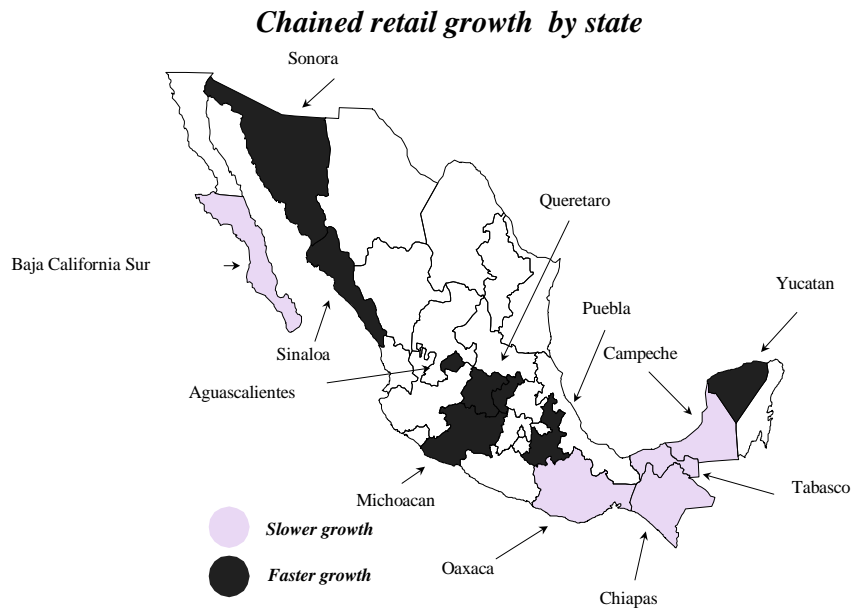 Chained retail growth by state
Sonora
Queretaro
Baja California Sur
Yucatan
Puebla
Sinaloa
Campeche
Aguascalientes
Tabasco
Michoacan
Slower growth
Oaxaca
Faster growth
Chiapas